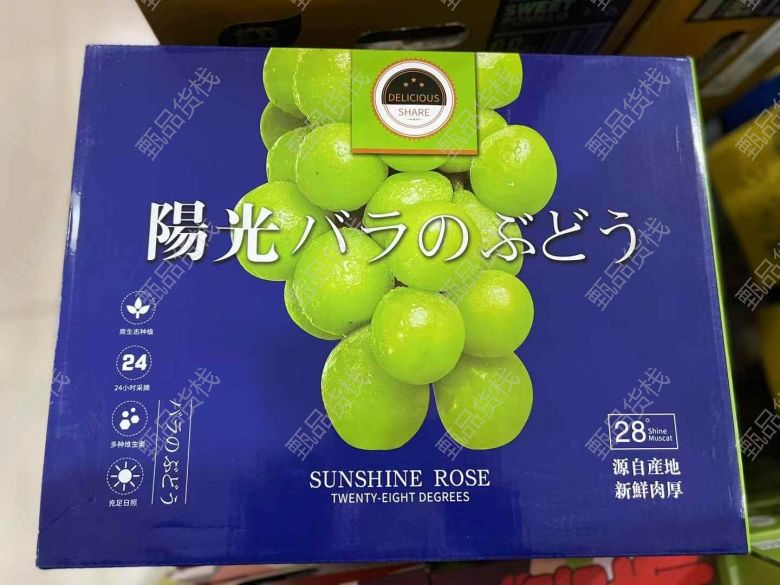 SWEET
DELICIOUS
SHARE
陽光バラのぶどう
原生态种植
24
24小时采摘
多种维生素
充足日照
バラのぶどう
28°
Shine
Muscat
源自産地
新鮮肉厚
SUNSHINE ROSE
TWENTY-EIGHT DEGREES
甄品货栈